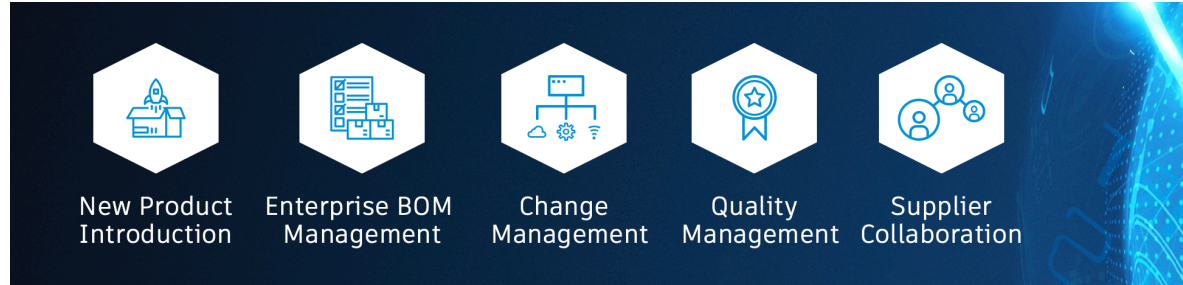 New Product
Introduction
Enterprise BOM
Management
Change
Management
Quality
Management
Supplier
Collaboration